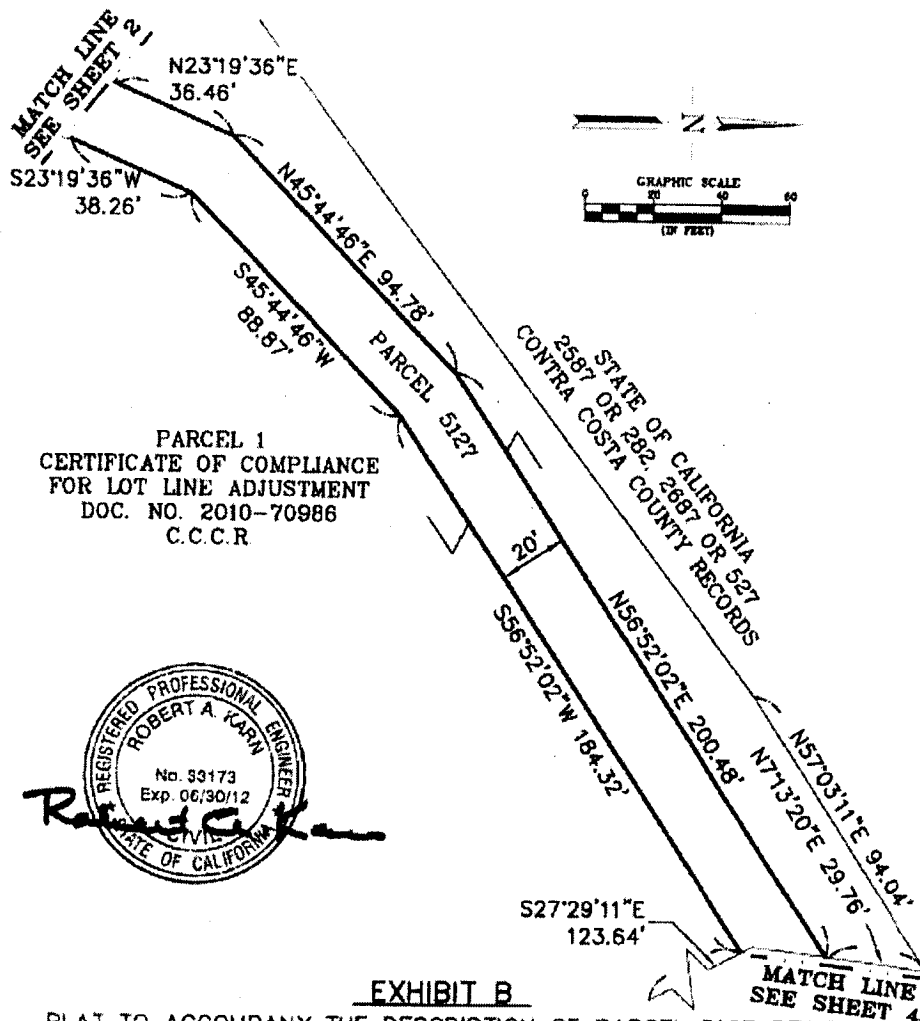 MATCH LINE
SEE SHEET 2
N23°19'36"E
36.46'
S23°19'36"W
38.26'
N45°44'46"E 94.78'
S45°44'46"W
88.87'
PARCEL 5127
N
GRAPHIC SCALE
0 20 40 60
(IN FEET)
STATE OF CALIFORNIA
2587 OR 282, 2687 OR 527
CONTRA COSTA COUNTY RECORDS
PARCEL 1
CERTIFICATE OF COMPLIANCE
FOR LOT LINE ADJUSTMENT
DOC. NO. 2010-70986
C.C.C.R
20'
N56°52'02"E 200.48'
S56°52'02"W 184.32'
N57°03'11"E 94.04'
N7°13'20"E 29.76'
REGISTERED PROFESSIONAL ENGINEER
ROBERT A. KARN
No. 33173
Exp. 06/30/12
CIVIL
STATE OF CALIFORNIA
Robert A. Karn
S27°29'11"E
123.64'
MATCH LINE
SEE SHEET 4
EXHIBIT B